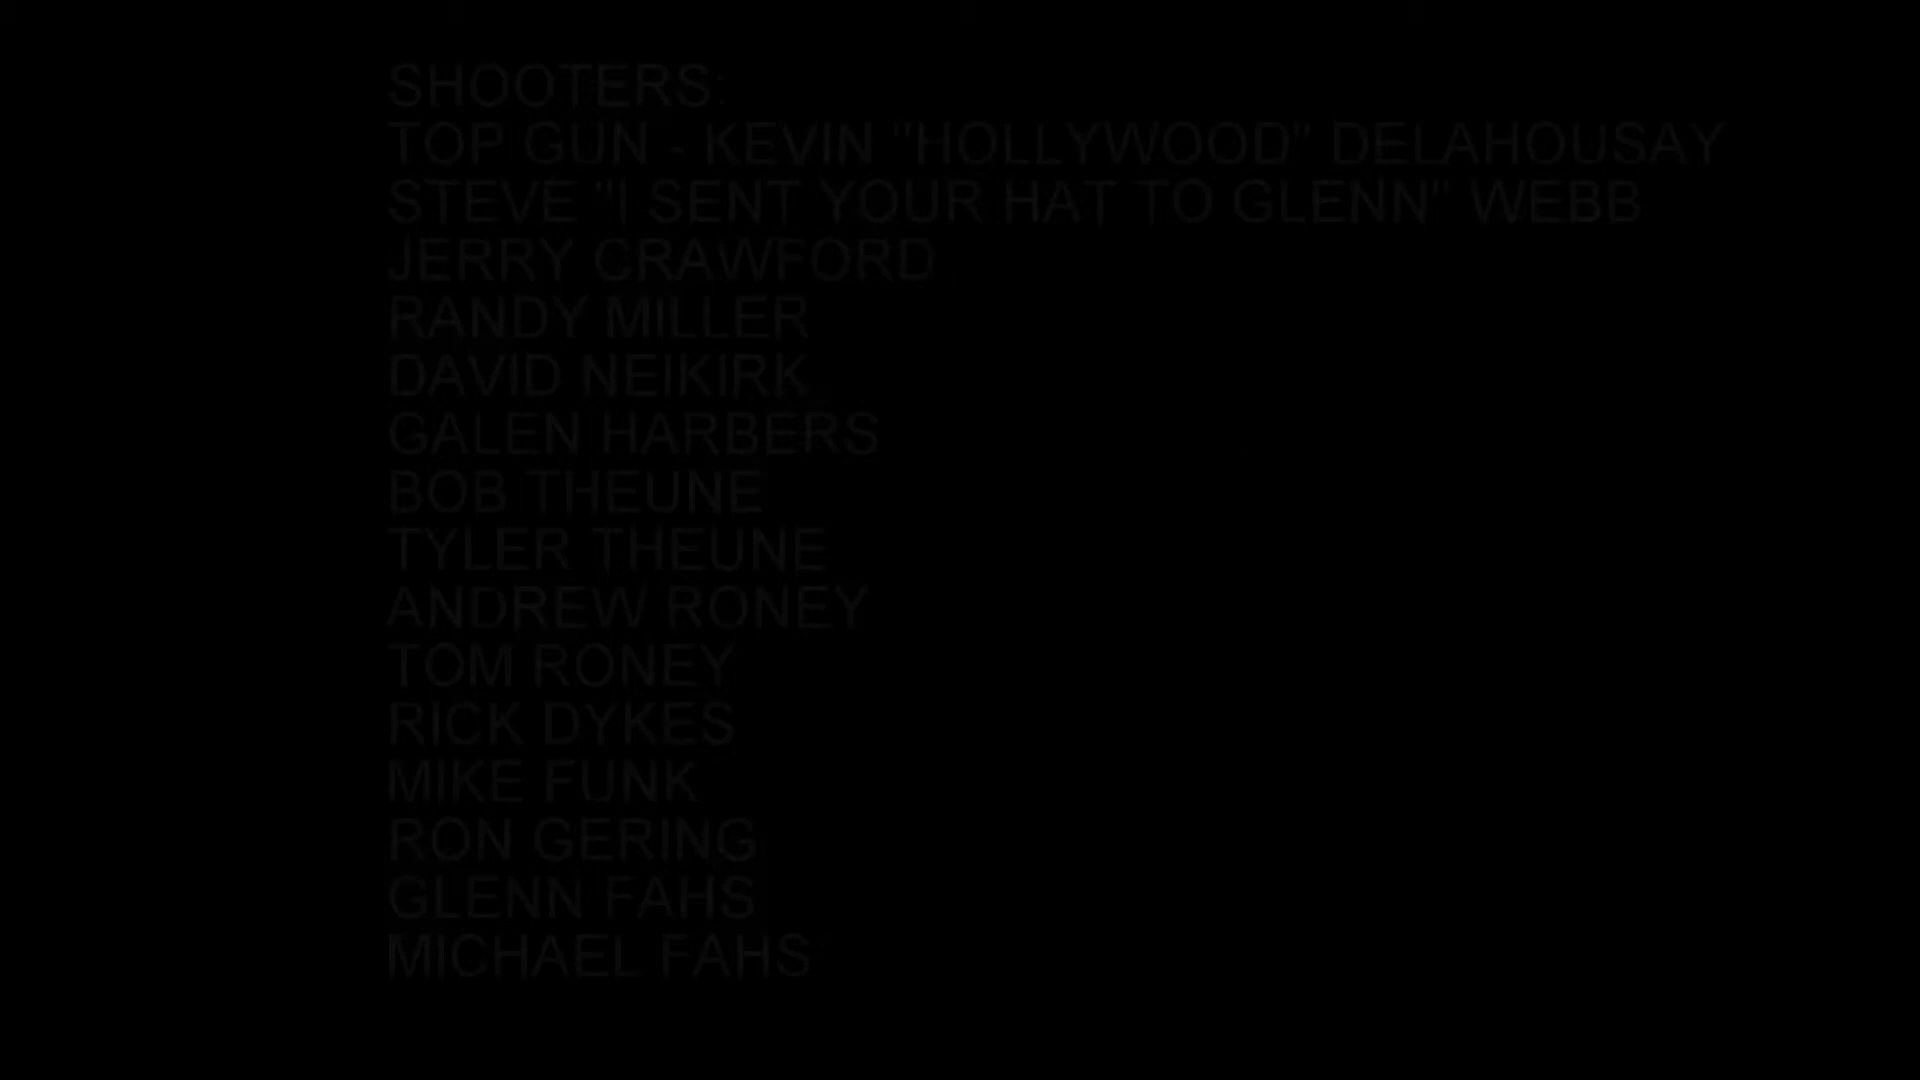 SHOOTERS:
TOP GUN - KEVIN "HOLLYWOOD" DELAHOUSAY
STEVE "I SENT YOUR HAT TO GLENN" WEBB
JERRY CRAWFORD
RANDY MILLER
DAVID NEIKIRK
GALEN HARBERS
BOB THEUNE
TYLER THEUNE
ANDREW RONEY
TOM RONEY
RICK DYKES
MIKE FUNK
RON GERING
GLENN FAHS
MICHAEL FAHS